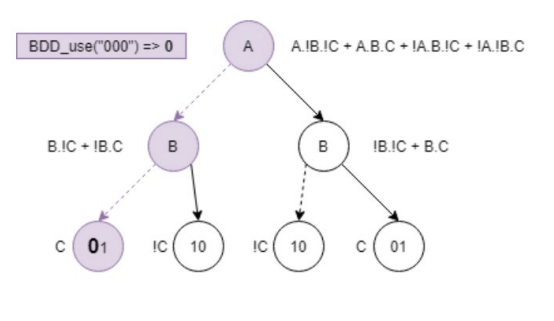 BDD_use("000") => 0
A
A.!B.!C + A.B.C + !A.B.!C + !A.!B.C
B.!C + !B.C
B
B
!B.!C + B.C
C
01
!C
10
!C
10
C
01